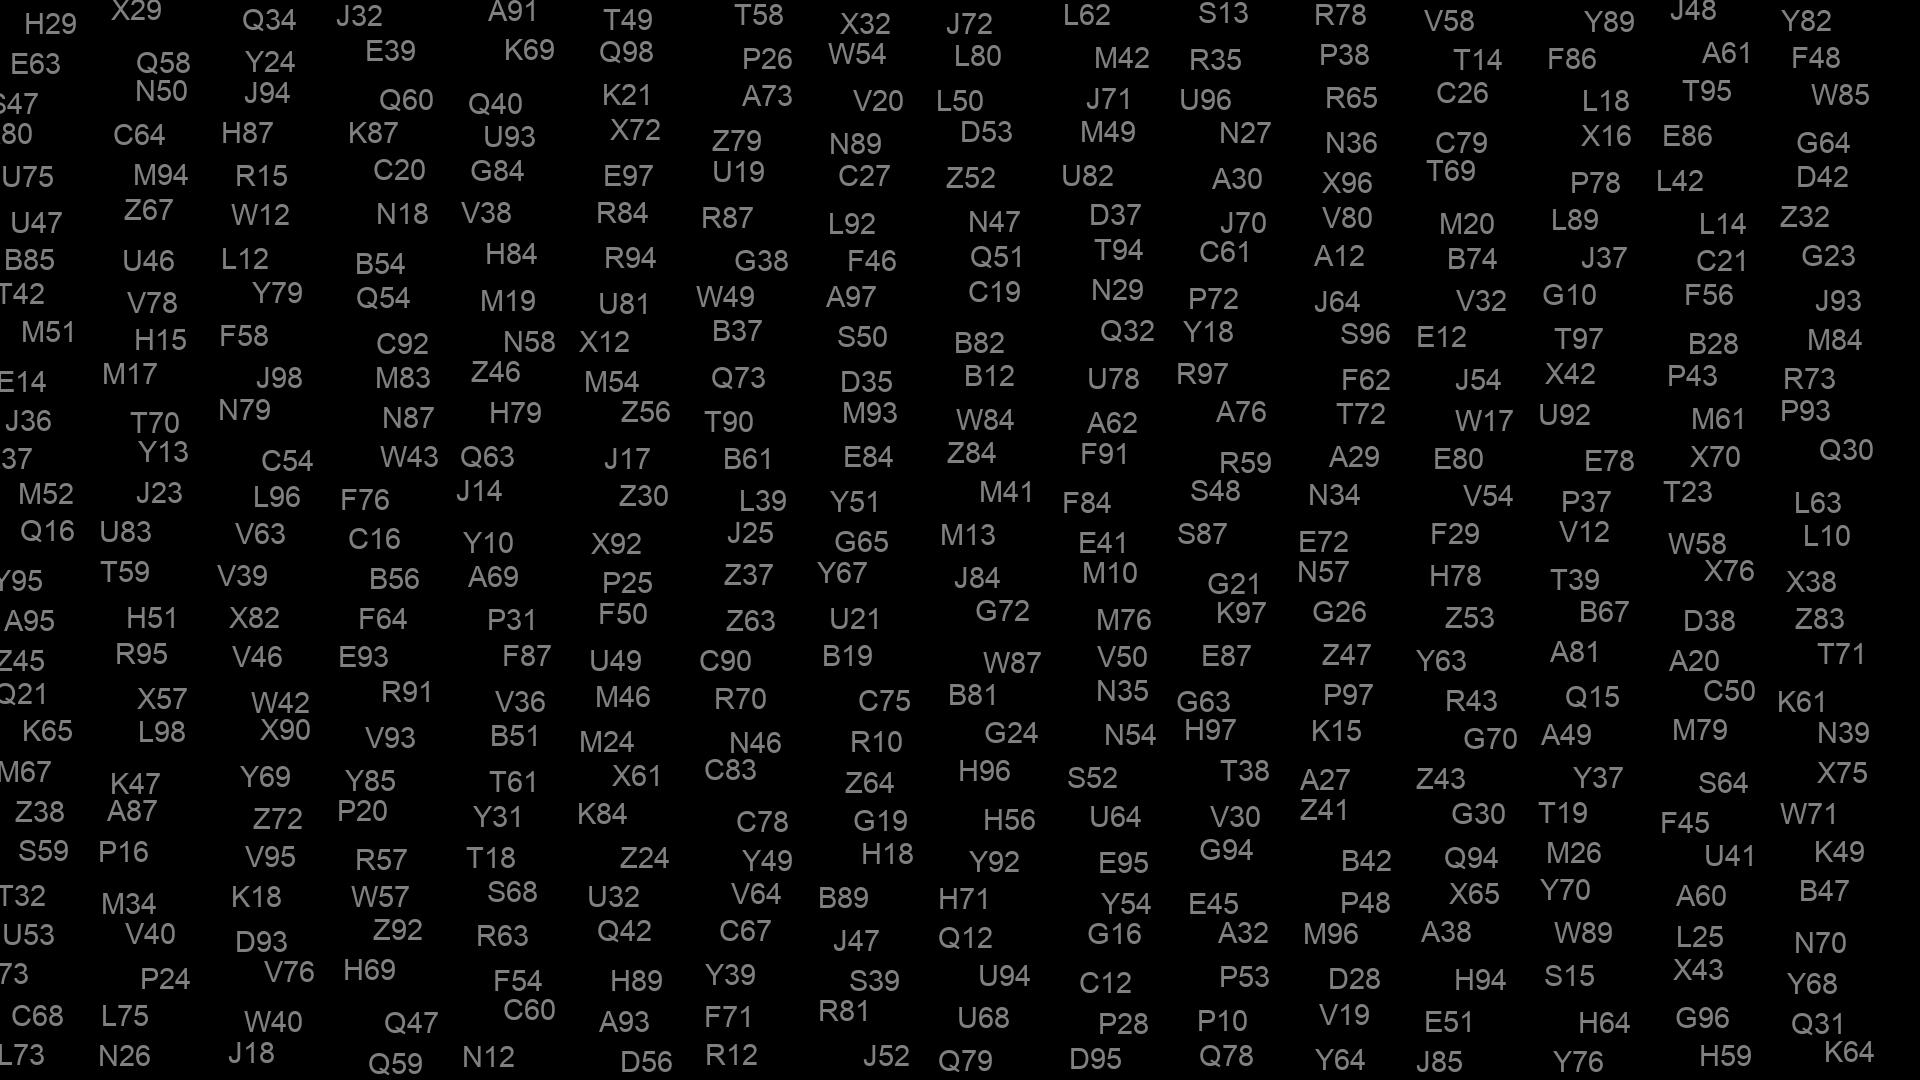 H29 X29 Q34 J32 A91 T49 T58 X32 J72 L62 S13 R78 V58 Y89 J48 Y82
E63 Q58 Y24 E39 K69 Q98 P26 W54 L80 M42 R35 P38 T14 F86 A61 F48
S47 N50 J94 Q60 Q40 K21 A73 V20 L50 J71 U96 R65 C26 L18 T95 W85
80 C64 H87 K87 U93 X72 Z79 N89 D53 M49 N27 N36 C79 X16 E86 G64
U75 M94 R15 C20 G84 E97 U19 C27 Z52 U82 A30 X96 T69 P78 L42 D42
U47 Z67 W12 N18 V38 R84 R87 L92 N47 D37 J70 V80 M20 L89 L14 Z32
B85 U46 L12 B54 H84 R94 G38 F46 Q51 T94 C61 A12 B74 J37 C21 G23
T42 V78 Y79 Q54 M19 U81 W49 A97 C19 N29 P72 J64 V32 G10 F56 J93
M51 H15 F58 C92 N58 X12 B37 S50 B82 Q32 Y18 S96 E12 T97 B28 M84
E14 M17 J98 M83 Z46 M54 Q73 D35 B12 U78 R97 F62 J54 X42 P43 R73
J36 T70 N79 N87 H79 Z56 T90 M93 W84 A62 A76 T72 W17 U92 M61 P93
37 Y13 C54 W43 Q63 J17 B61 E84 Z84 F91 R59 A29 E80 E78 X70 Q30
M52 J23 L96 F76 J14 Z30 L39 Y51 M41 F84 S48 N34 V54 P37 T23 L63
Q16 U83 V63 C16 Y10 X92 J25 G65 M13 E41 S87 E72 F29 V12 W58 L10
Y95 T59 V39 B56 A69 P25 Z37 Y67 J84 M10 G21 N57 H78 T39 X76 X38
A95 H51 X82 F64 P31 F50 Z63 U21 G72 M76 K97 G26 Z53 B67 D38 Z83
Z45 R95 V46 E93 F87 U49 C90 B19 W87 V50 E87 Z47 Y63 A81 A20 T71
Q21 X57 W42 R91 V36 M46 R70 C75 B81 N35 G63 P97 R43 Q15 C50 K61
K65 L98 X90 V93 B51 M24 N46 R10 G24 N54 H97 K15 G70 A49 M79 N39
M67 K47 Y69 Y85 T61 X61 C83 Z64 H96 S52 T38 A27 Z43 Y37 S64 X75
Z38 A87 Z72 P20 Y31 K84 C78 G19 H56 U64 V30 Z41 G30 T19 F45 W71
S59 P16 V95 R57 T18 Z24 Y49 H18 Y92 E95 G94 B42 Q94 M26 U41 K49
T32 M34 K18 W57 S68 U32 V64 B89 H71 Y54 E45 P48 X65 Y70 A60 B47
U53 V40 D93 Z92 R63 Q42 C67 J47 Q12 G16 A32 M96 A38 W89 L25 N70
73 P24 V76 H69 F54 H89 Y39 S39 U94 C12 P53 D28 H94 S15 X43 Y68
C68 L75 W40 Q47 C60 A93 F71 R81 U68 P28 P10 V19 E51 H64 G96 Q31
L73 N26 J18 Q59 N12 D56 R12 J52 Q79 D95 Q78 Y64 J85 Y76 H59 K64